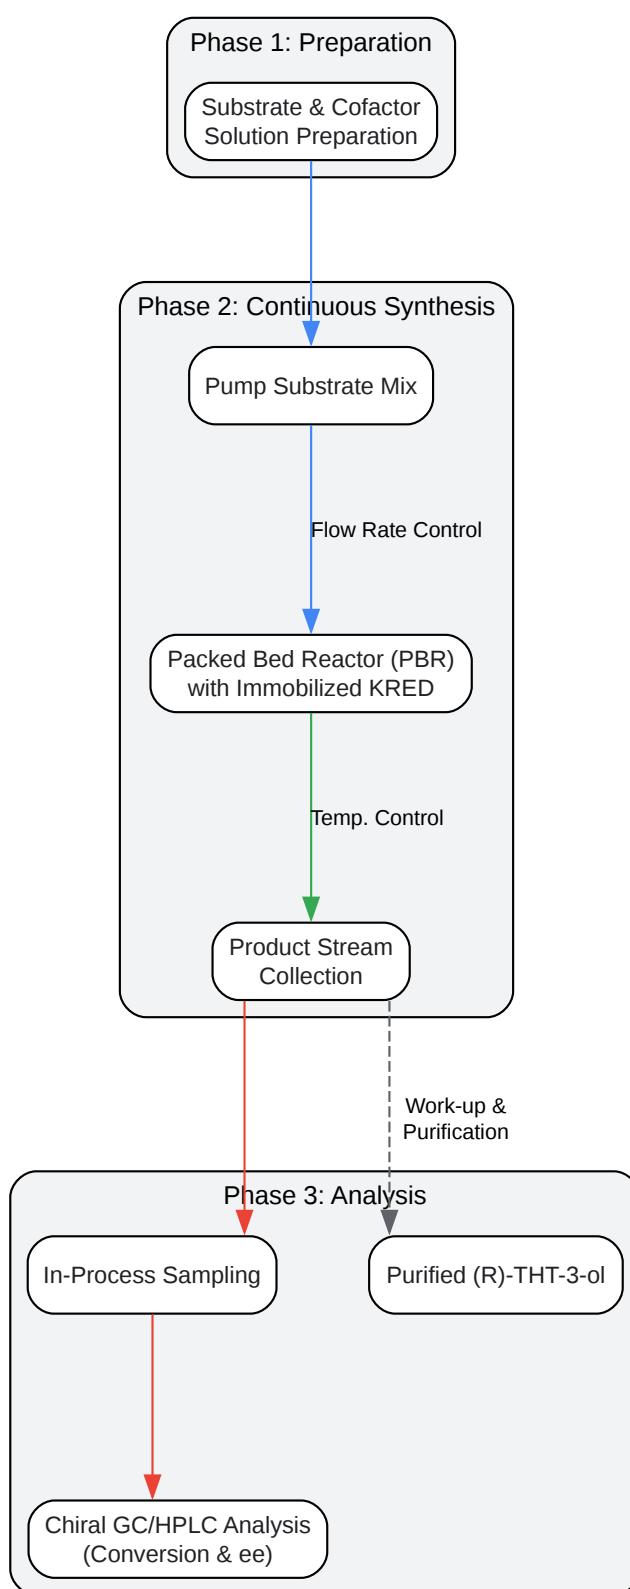 Phase 1: Preparation
Substrate & Cofactor
Solution Preparation
Phase 2: Continuous Synthesis
Pump Substrate Mix
Flow Rate Control
Packed Bed Reactor (PBR)
with Immobilized KRED
Temp. Control
Product Stream
Collection
Work-up &
Purification
Phase 3: Analysis
In-Process Sampling
Purified (R)-THT-3-ol
Chiral GC/HPLC Analysis
(Conversion & ee)